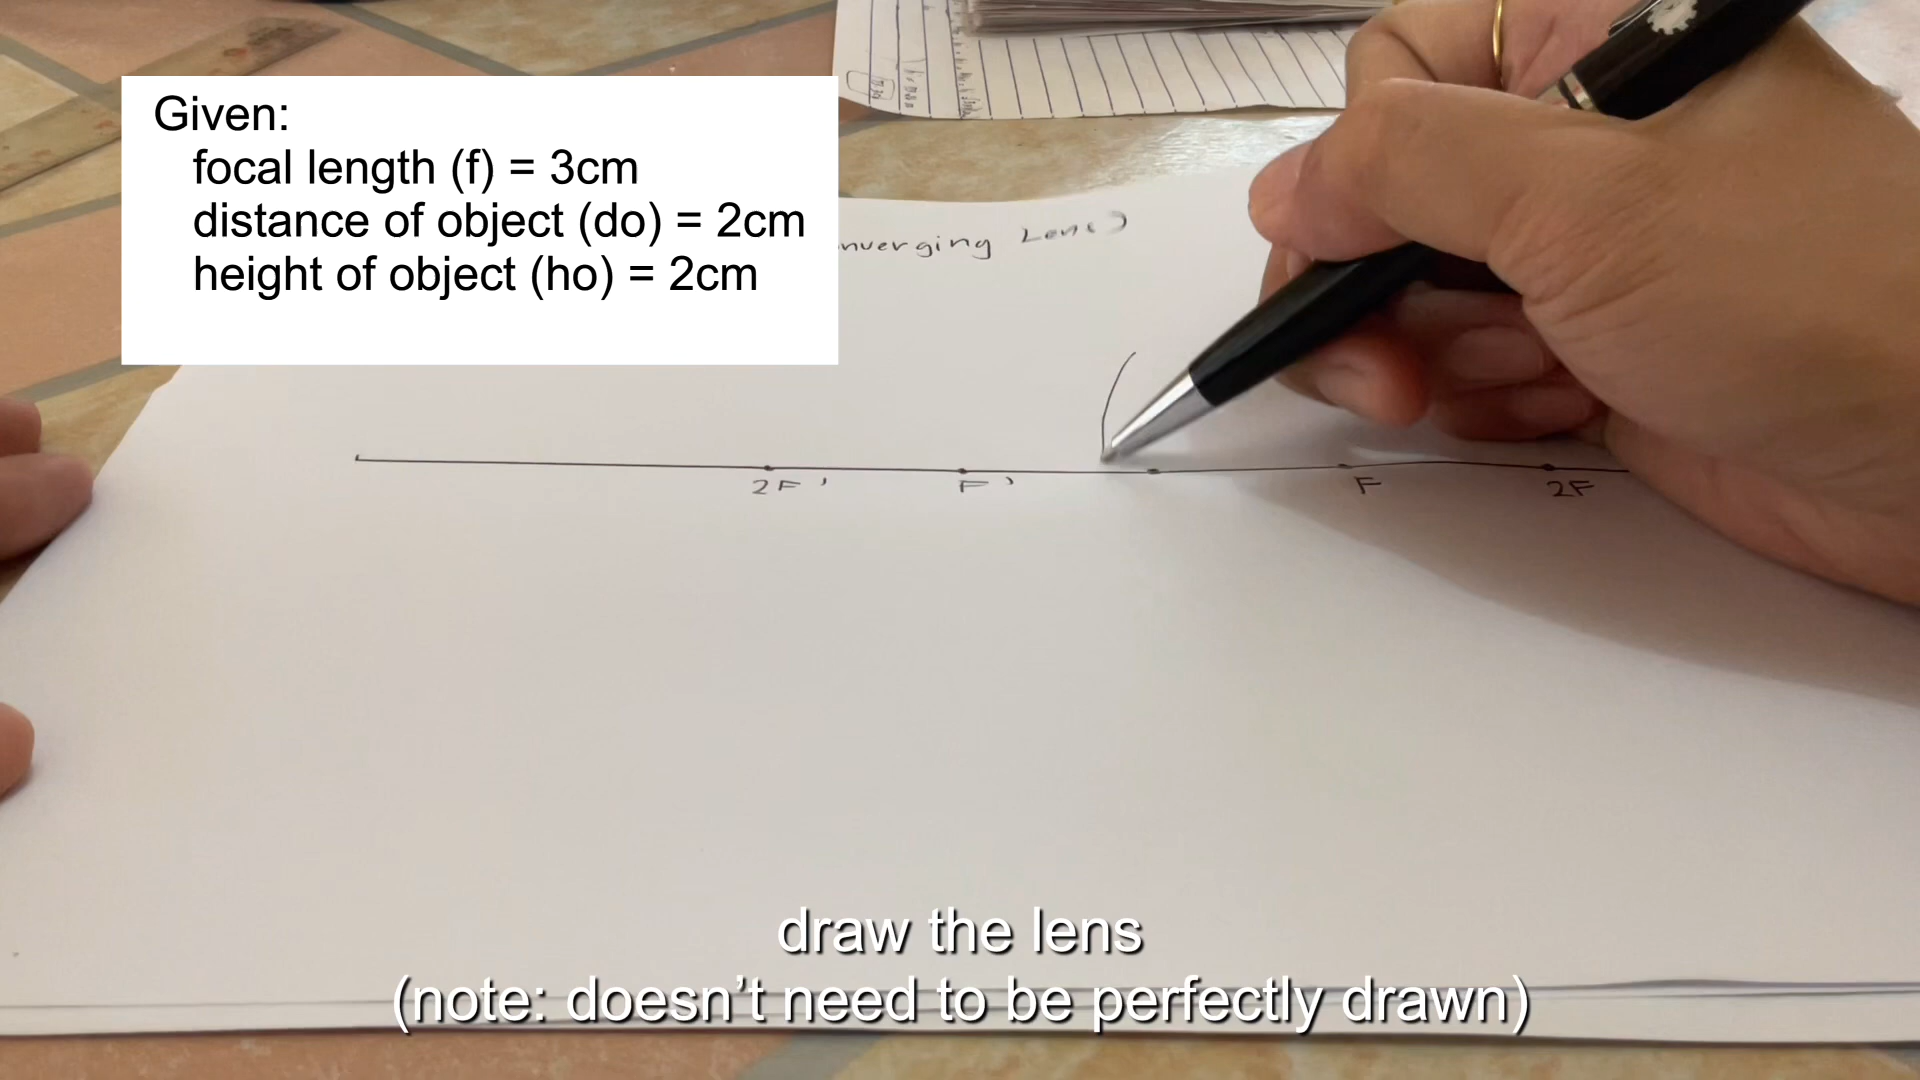 Given:
focal length (f) = 3cm
distance of object (do) = 2cm
height of object (ho) = 2cm
nverging Lens)
2F' F' F 2F
draw the lens
(note: doesn't need to be perfectly drawn)